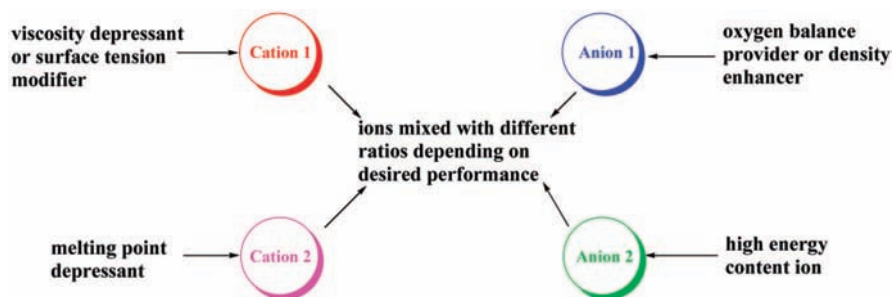 viscosity depressant
or surface tension
modifier
Cation 1
Anion 1
oxygen balance
provider or density
enhancer
ions mixed with different
ratios depending on
desired performance
melting point
depressant
Cation 2
Anion 2
high energy
content ion